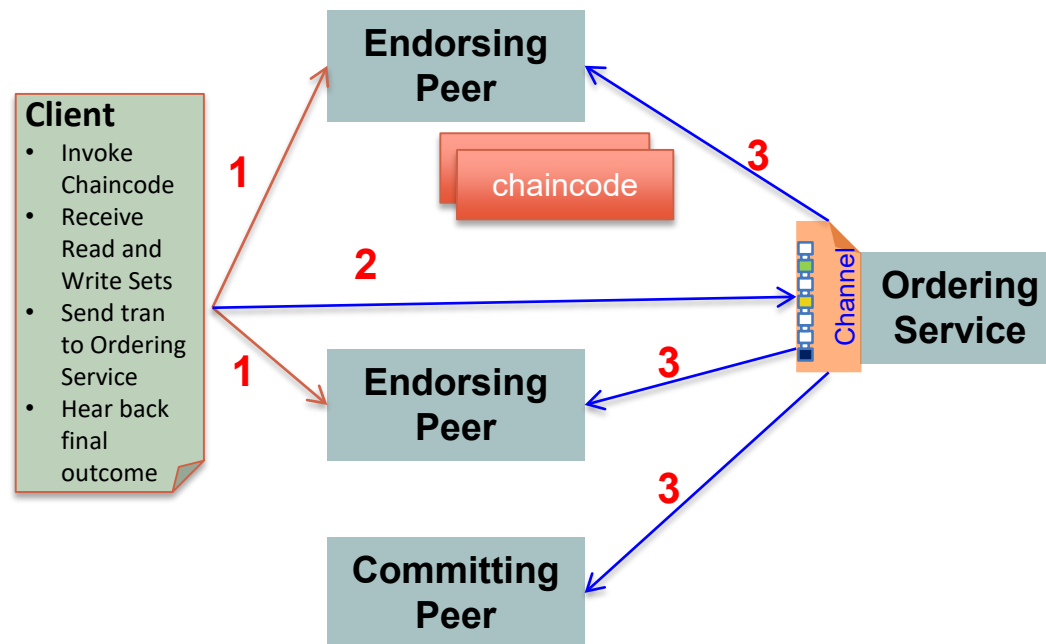 Client
• Invoke
Chaincode
• Receive
Read and
Write Sets
• Send tran
to Ordering
Service
• Hear back
final
outcome
1
1
2
Endorsing
Peer
chaincode
3
Channel
Ordering
Service
Endorsing
Peer
3
3
Committing
Peer